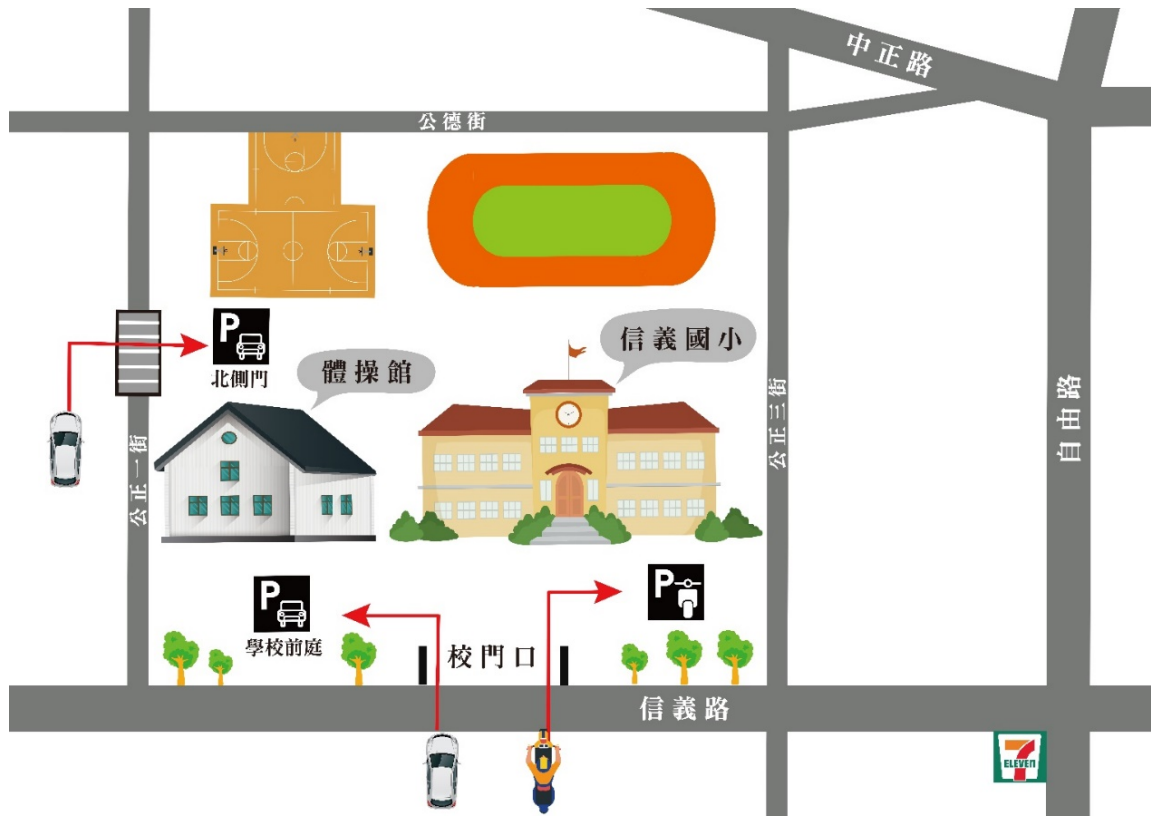 中正路
公德街
信義國小
P
北側門
體操館
公正一街
公正三街
自由路
P
P
學校前庭
校門口
信義路
7
ELEVEn